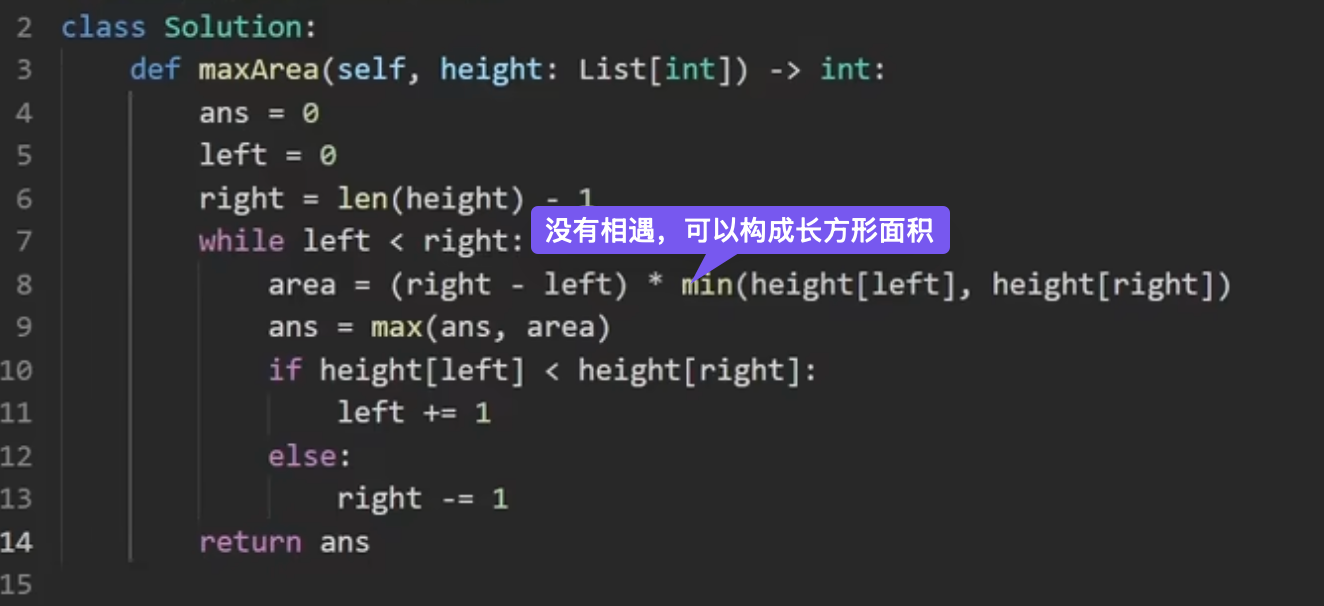 2 class Solution:
3     def maxArea(self, height: List[int]) -> int:
4         ans = 0
5         left = 0
6         right = len(height) - 1
没有相遇，可以构成长方形面积
7         while left < right:
8             area = (right - left) * min(height[left], height[right])
9             ans = max(ans, area)
10             if height[left] < height[right]:
11                 left += 1
12             else:
13                 right -= 1
14         return ans
15